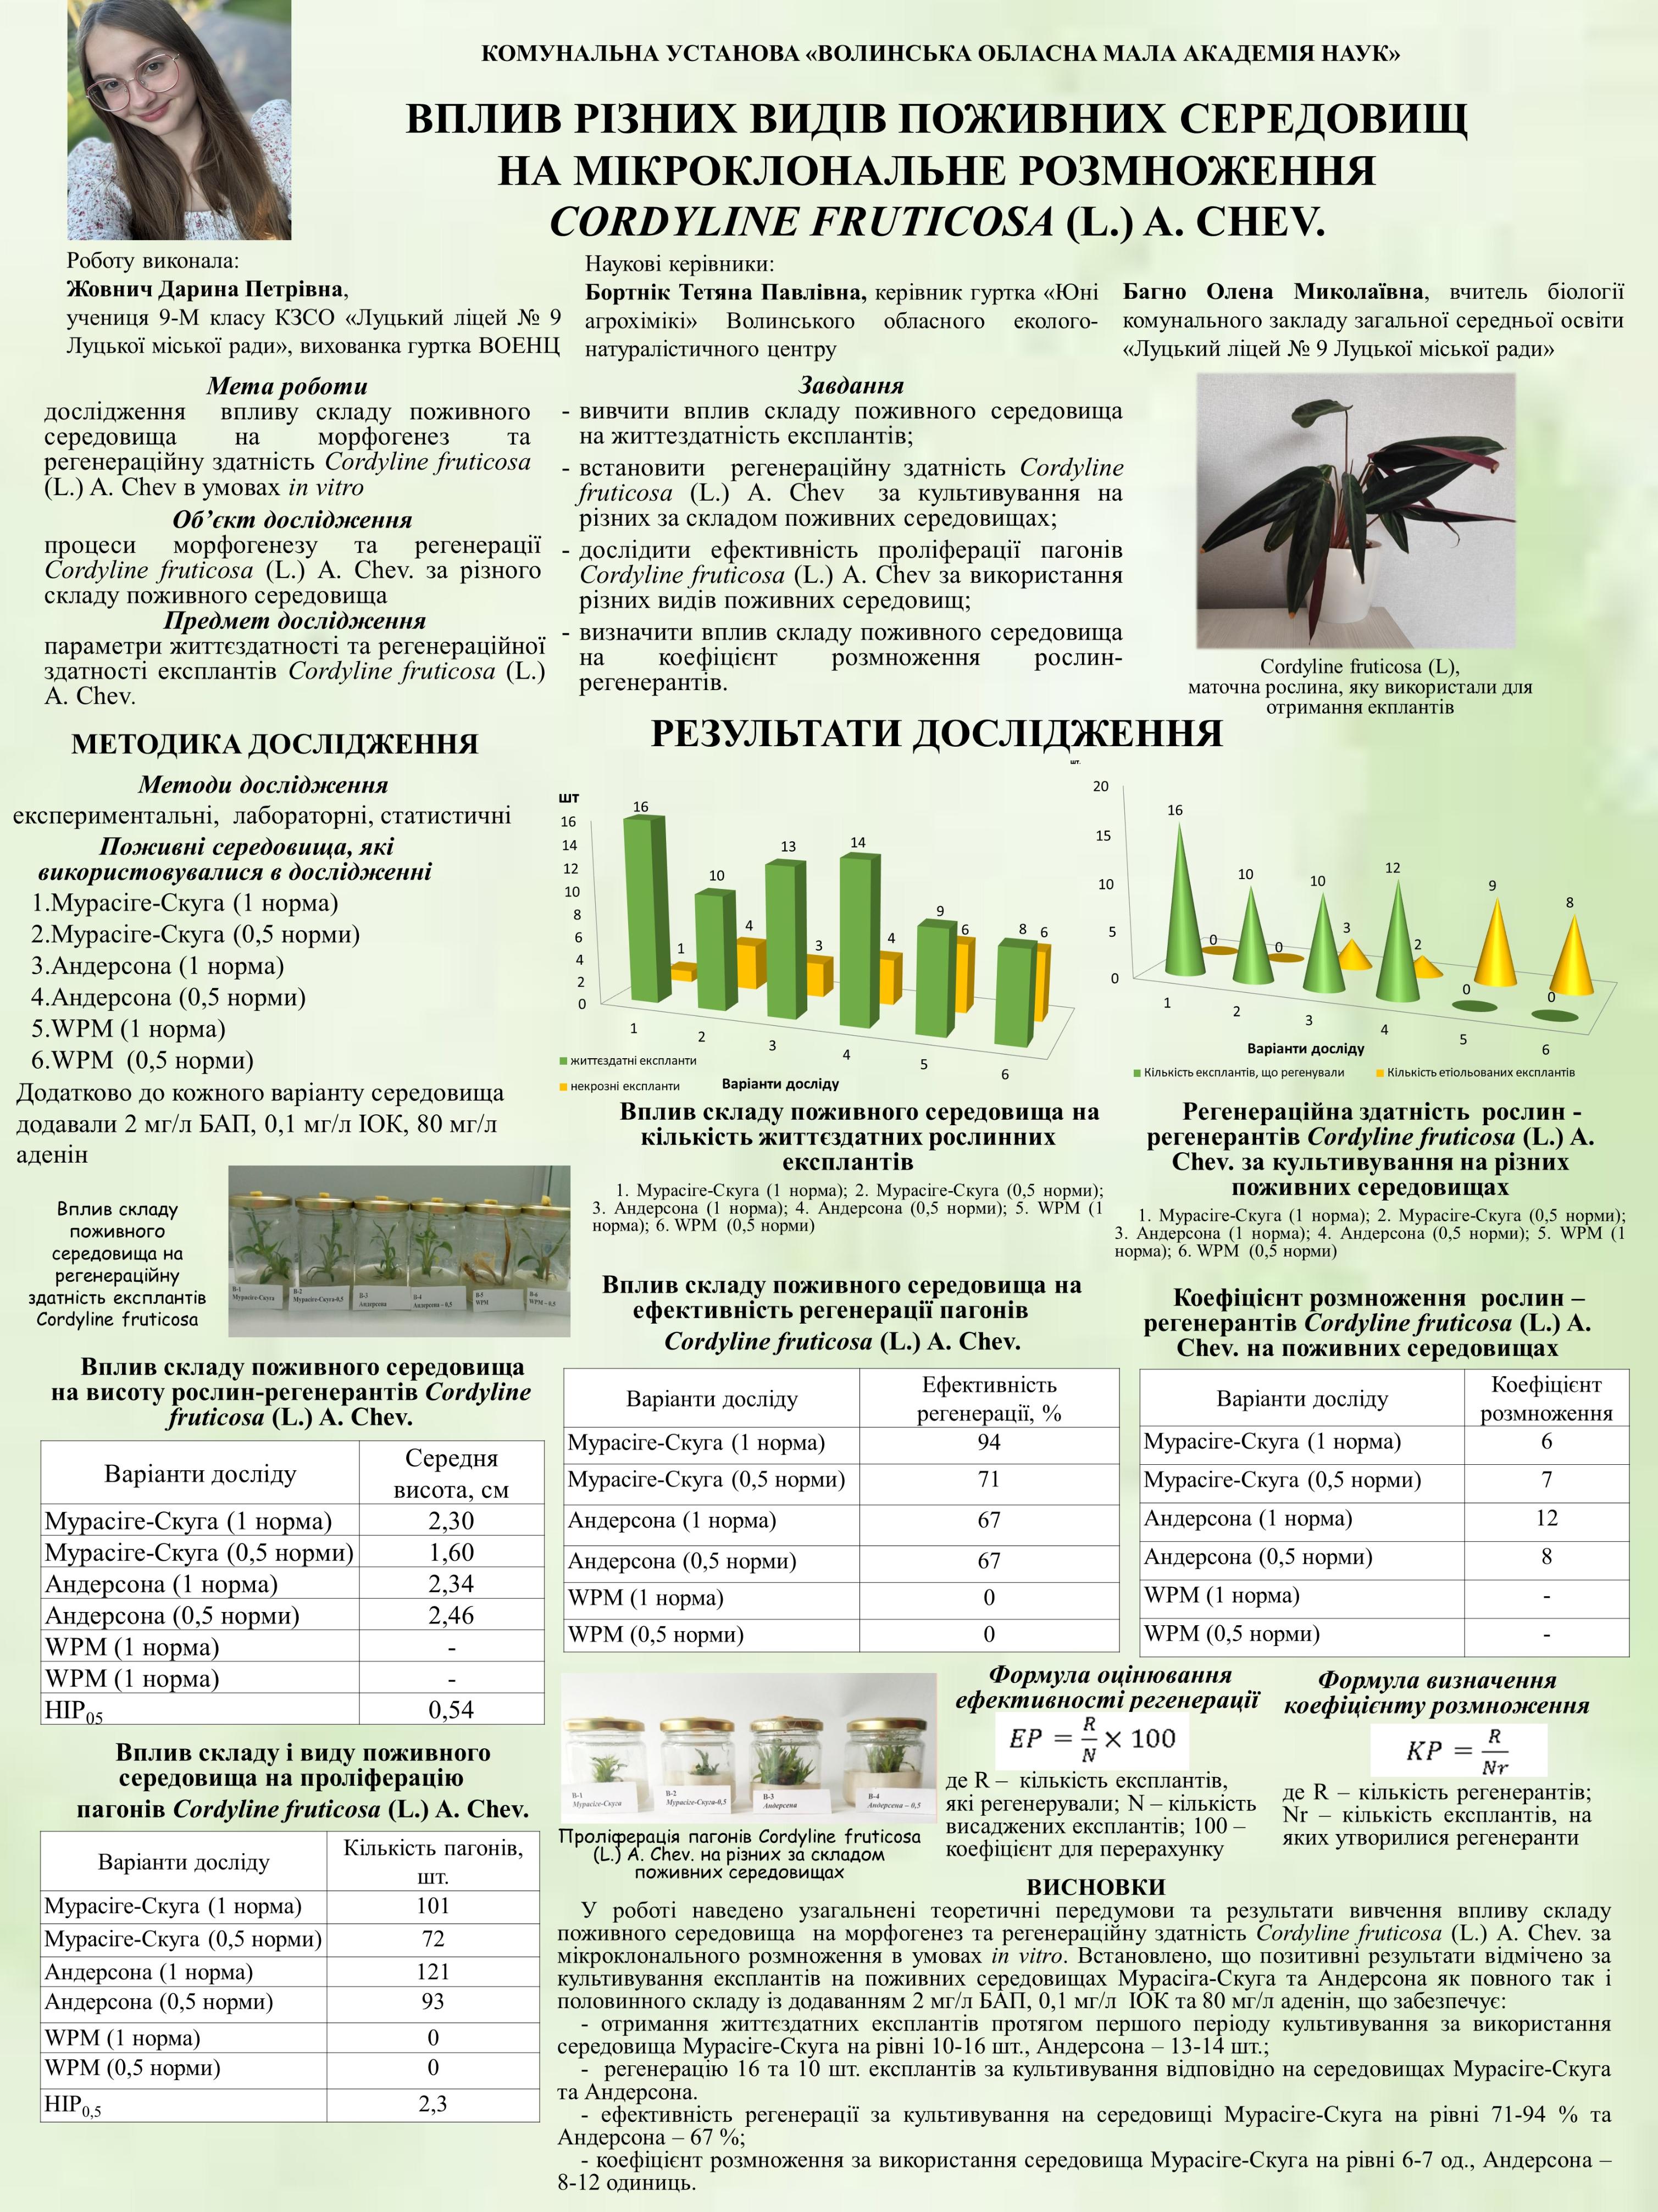 КОМУНАЛЬНА УСТАНОВА «ВОЛИНСЬКА ОБЛАСНА МАЛА АКАДЕМІЯ НАУК»
ВПЛИВ РІЗНИХ ВИДІВ ПОЖИВНИХ СЕРЕДОВИЩ
НА МІКРОКЛОНАЛЬНЕ РОЗМНОЖЕННЯ
CORDYLINE FRUTICOSA (L.) A. CHEV.
Роботу виконала:
Жовнич Дарина Петрівна,
учениця 9-М класу КЗСО «Луцький ліцей № 9
Луцької міської ради», вихованка гуртка ВОЕНЦ
Наукові керівники:
Бортнік Тетяна Павлівна, керівник гуртка «Юні
агрохімікі» Волинського обласного еколого-
натуралістичного центру
Багно Олена Миколаївна, вчитель біології
комунального закладу загальної середньої освіти
«Луцький ліцей № 9 Луцької міської ради»
Мета роботи
дослідження впливу складу поживного
середовища на морфогенез та
регенераційну здатність Cordyline fruticosa
(L.) A. Chev в умовах in vitro
Об’єкт дослідження
процеси морфогенезу та регенерації
Cordyline fruticosa (L.) A. Chev. за різного
складу поживного середовища
Предмет дослідження
параметри життєздатності та регенераційної
здатності експлантів Cordyline fruticosa (L.)
A. Chev.
Завдання
- вивчити вплив складу поживного середовища
на життездатність експлантів;
- встановити регенераційну здатність Cordyline
fruticosa (L.) A. Chev за культивування на
різних за складом поживних середовищах;
- дослідити ефективність проліферації пагонів
Cordyline fruticosa (L.) A. Chev за використання
різних видів поживних середовищ;
- визначити вплив складу поживного середовища
на коефіцієнт розмноження рослин-
регенерантів.
Cordyline fruticosa (L),
маточна рослина, яку використали для
отримання екплантів
МЕТОДИКА ДОСЛІДЖЕННЯ
Методи дослідження
експериментальні, лабораторні, статистичні
Поживні середовища, які
використовувалися в дослідженні
1.Мурасіге-Скуга (1 норма)
2.Мурасіге-Скуга (0,5 норми)
3.Андерсона (1 норма)
4.Андерсона (0,5 норми)
5.WPM (1 норма)
6.WPM (0,5 норми)
Додатково до кожного варіанту середовища
додавали 2 мг/л БАП, 0,1 мг/л ІОК, 80 мг/л
аденін
Вплив складу
поживного
середовища на
регенераційну
здатність експлантів
Cordyline fruticosa
В-1
Мурасіге-Скуга
В-2
Мурасіге-Скуга-0,5
В-3
Андерсона
В-4
Андерсона – 0,5
В-5
WPM
В-6
WPM – 0,5
РЕЗУЛЬТАТИ ДОСЛІДЖЕННЯ
шт
16
14
12
10
8
6
4
2
0
16
1
10
4
13
3
14
4
9
6
8
6
1
2
3
4
5
6
життєздатні експланти
некрозні експланти
Варіанти досліду
шт.
20
15
10
5
0
16
0
10
0
10
3
12
2
0
9
0
8
1
2
3
4
5
6
Варіанти досліду
Кількість експлантів, що регенували
Кількість етіольованих експлантів
Вплив складу поживного середовища на
кількість життєздатних рослинних
експлантів
1. Мурасіге-Скуга (1 норма); 2. Мурасіге-Скуга (0,5 норми);
3. Андерсона (1 норма); 4. Андерсона (0,5 норми); 5. WPM (1
норма); 6. WPM (0,5 норми)
Регенераційна здатність рослин -
регенерантів Cordyline fruticosa (L.) A.
Chev. за культивування на різних
поживних середовищах
1. Мурасіге-Скуга (1 норма); 2. Мурасіге-Скуга (0,5 норми);
3. Андерсона (1 норма); 4. Андерсона (0,5 норми); 5. WPM (1
норма); 6. WPM (0,5 норми)
Вплив складу поживного середовища
на висоту рослин-регенерантів Cordyline
fruticosa (L.) A. Chev.
Варіанти досліду Середня
висота, см
Мурасіге-Скуга (1 норма) 2,30
Мурасіге-Скуга (0,5 норми) 1,60
Андерсона (1 норма) 2,34
Андерсона (0,5 норми) 2,46
WPM (1 норма) -
WPM (1 норма) -
НІР05 0,54
Вплив складу і виду поживного
середовища на проліферацію
пагонів Cordyline fruticosa (L.) A. Chev.
Варіанти досліду Кількість пагонів,
шт.
Мурасіге-Скуга (1 норма) 101
Мурасіге-Скуга (0,5 норми) 72
Андерсона (1 норма) 121
Андерсона (0,5 норми) 93
WPM (1 норма) 0
WPM (0,5 норми) 0
НІР0,5 2,3
Вплив складу поживного середовища на
ефективність регенерації пагонів
Cordyline fruticosa (L.) A. Chev.
Варіанти досліду Ефективність
регенерації, %
Мурасіге-Скуга (1 норма) 94
Мурасіге-Скуга (0,5 норми) 71
Андерсона (1 норма) 67
Андерсона (0,5 норми) 67
WPM (1 норма) 0
WPM (0,5 норми) 0
Коефіцієнт розмноження рослин –
регенерантів Cordyline fruticosa (L.) A.
Chev. на поживних середовищах
Варіанти досліду Коефіцієнт
розмноження
Мурасіге-Скуга (1 норма) 6
Мурасіге-Скуга (0,5 норми) 7
Андерсона (1 норма) 12
Андерсона (0,5 норми) 8
WPM (1 норма) -
WPM (0,5 норми) -
В-1
Мурасіге-Скуга
В-2
Мурасіге-Скуга-0,5
В-3
Андерсена
В-4
Андерсена – 0,5
Проліферація пагонів Cordyline fruticosa
(L.) A. Chev. на різних за складом
поживних середовищах
Формула оцінювання
ефективності регенерації
ЕР = R/N × 100
де R – кількість експлантів,
які регенерували; N – кількість
висаджених експлантів; 100 –
коефіцієнт для перерахунку
Формула визначення
коефіцієнту розмноження
КР = R/Nr
де R – кількість регенерантів;
Nr – кількість експлантів, на
яких утворилися регенеранти
ВИСНОВКИ
У роботі наведено узагальнені теоретичні передумови та результати вивчення впливу складу
поживного середовища на морфогенез та регенераційну здатність Cordyline fruticosa (L.) A. Chev. за
мікроклонального розмноження в умовах in vitro. Встановлено, що позитивні результати відмічено за
культивування експлантів на поживних середовищах Мурасіга-Скуга та Андерсона як повного так і
половинного складу із додаванням 2 мг/л БАП, 0,1 мг/л ІОК та 80 мг/л аденін, що забезпечує:
- отримання життєздатних експлантів протягом першого періоду культивування за використання
середовища Мурасіге-Скуга на рівні 10-16 шт., Андерсона – 13-14 шт.;
- регенерацію 16 та 10 шт. експлантів за культивування відповідно на середовищах Мурасіге-Скуга
та Андерсона.
- ефективність регенерації за культивування на середовищі Мурасіге-Скуга на рівні 71-94 % та
Андерсона – 67 %;
- коефіцієнт розмноження за використання середовища Мурасіге-Скуга на рівні 6-7 од., Андерсона –
8-12 одиниць.